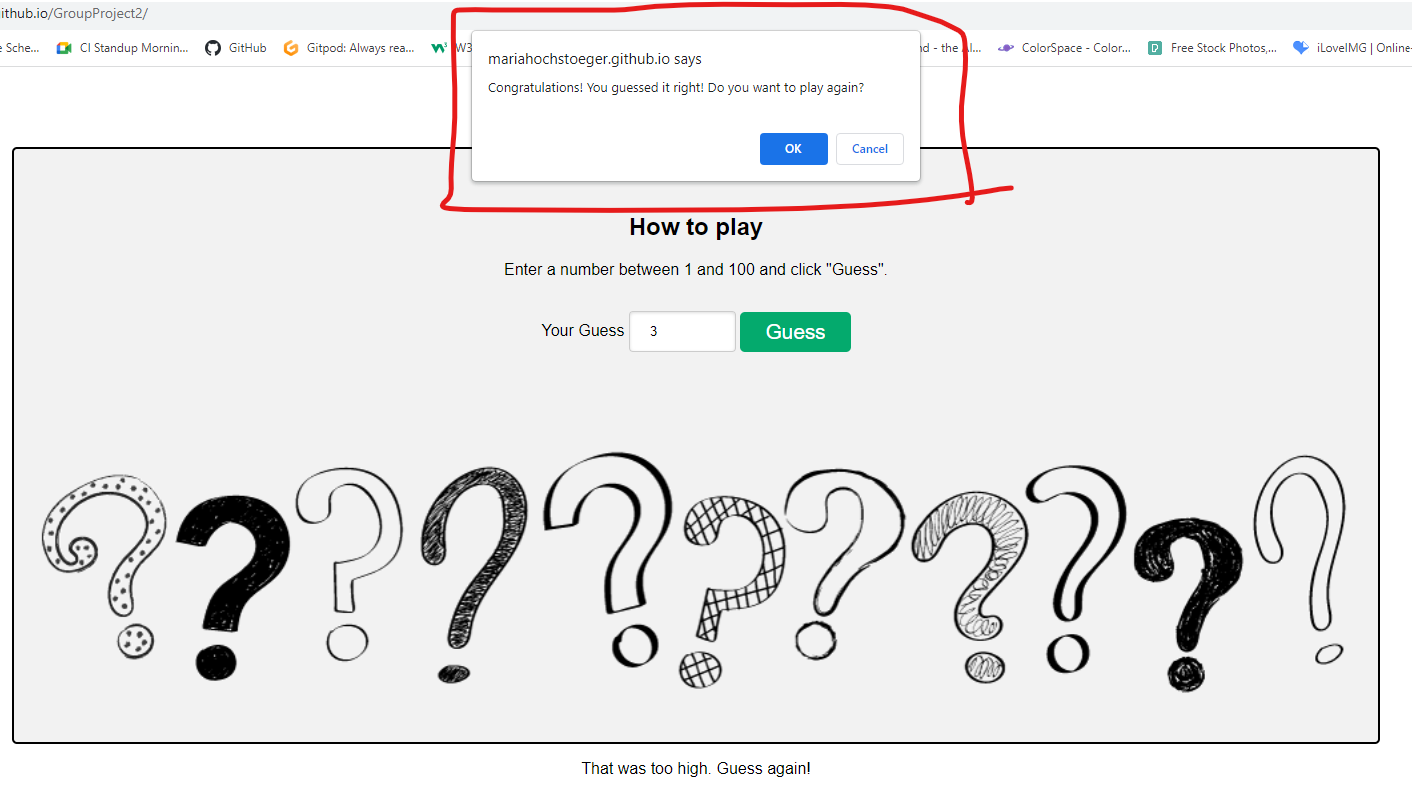 ithub.io/GroupProject2/
e Sche... CI Standup Mornin... GitHub Gitpod: Always rea... W3 nd - the AI... ColorSpace - Color... Free Stock Photos,... iLoveIMG | Online
mariahochstoeger.github.io says
Congratulations! You guessed it right! Do you want to play again?
OK Cancel
How to play
Enter a number between 1 and 100 and click "Guess".
Your Guess 3 Guess
That was too high. Guess again!